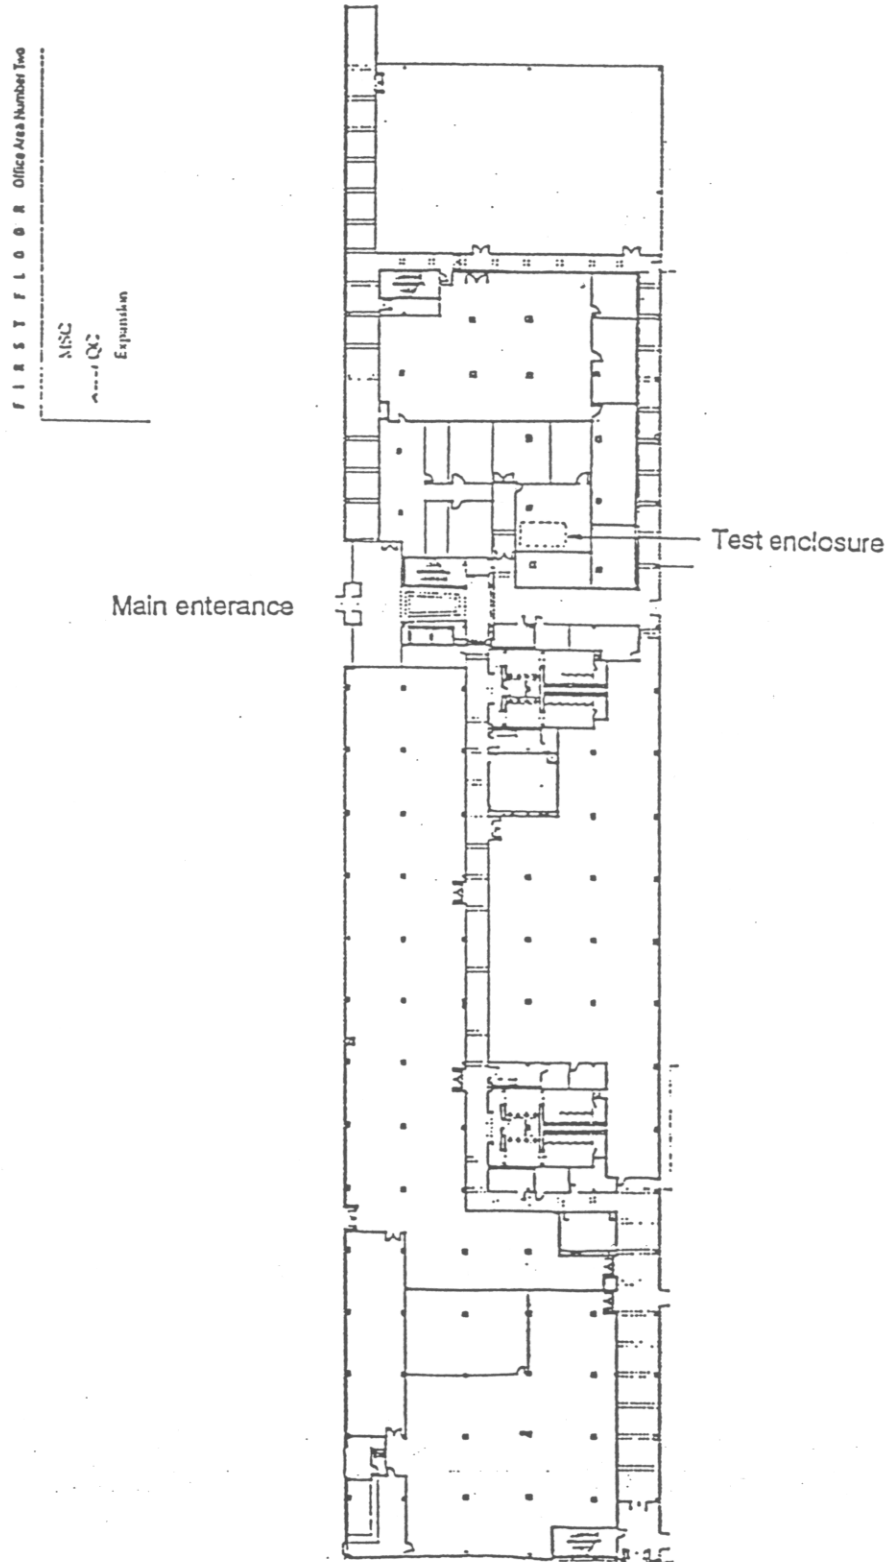 FIRST FLOOR Office Area Number Two
MSC
QC
Expansion
Test enclosure
Main enterance